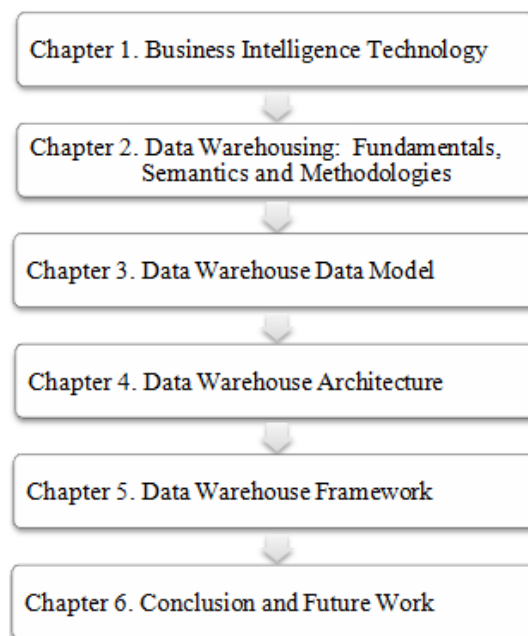 Chapter 1. Business Intelligence Technology
Chapter 2. Data Warehousing: Fundamentals,
Semantics and Methodologies
Chapter 3. Data Warehouse Data Model
Chapter 4. Data Warehouse Architecture
Chapter 5. Data Warehouse Framework
Chapter 6. Conclusion and Future Work